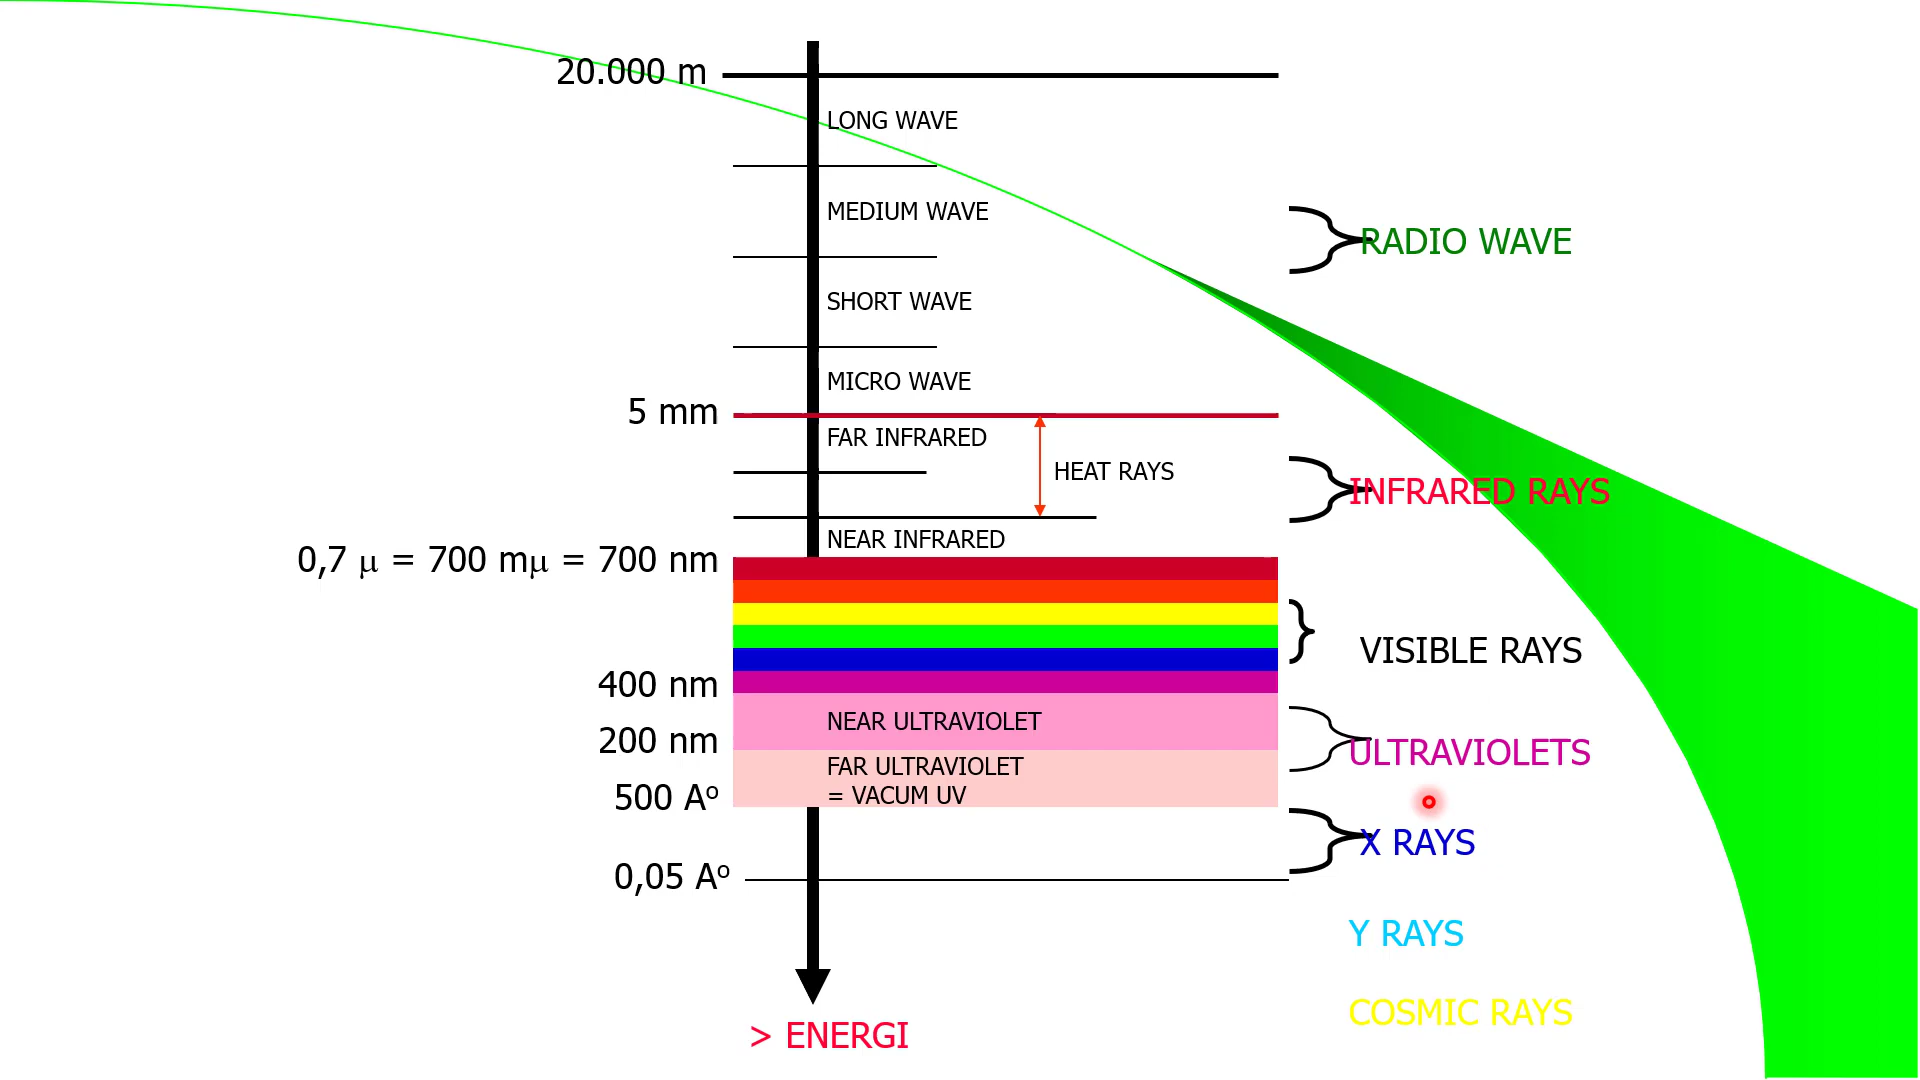 20.000 m
LONG WAVE
MEDIUM WAVE
RADIO WAVE
SHORT WAVE
MICRO WAVE
5 mm
FAR INFRARED
HEAT RAYS
INFRARED RAYS
NEAR INFRARED
0,7 μ = 700 mμ = 700 nm
VISIBLE RAYS
400 nm
NEAR ULTRAVIOLET
200 nm
ULTRAVIOLETS
FAR ULTRAVIOLET
= VACUM UV
500 Aº
X RAYS
0,05 Aº
Y RAYS
COSMIC RAYS
> ENERGI